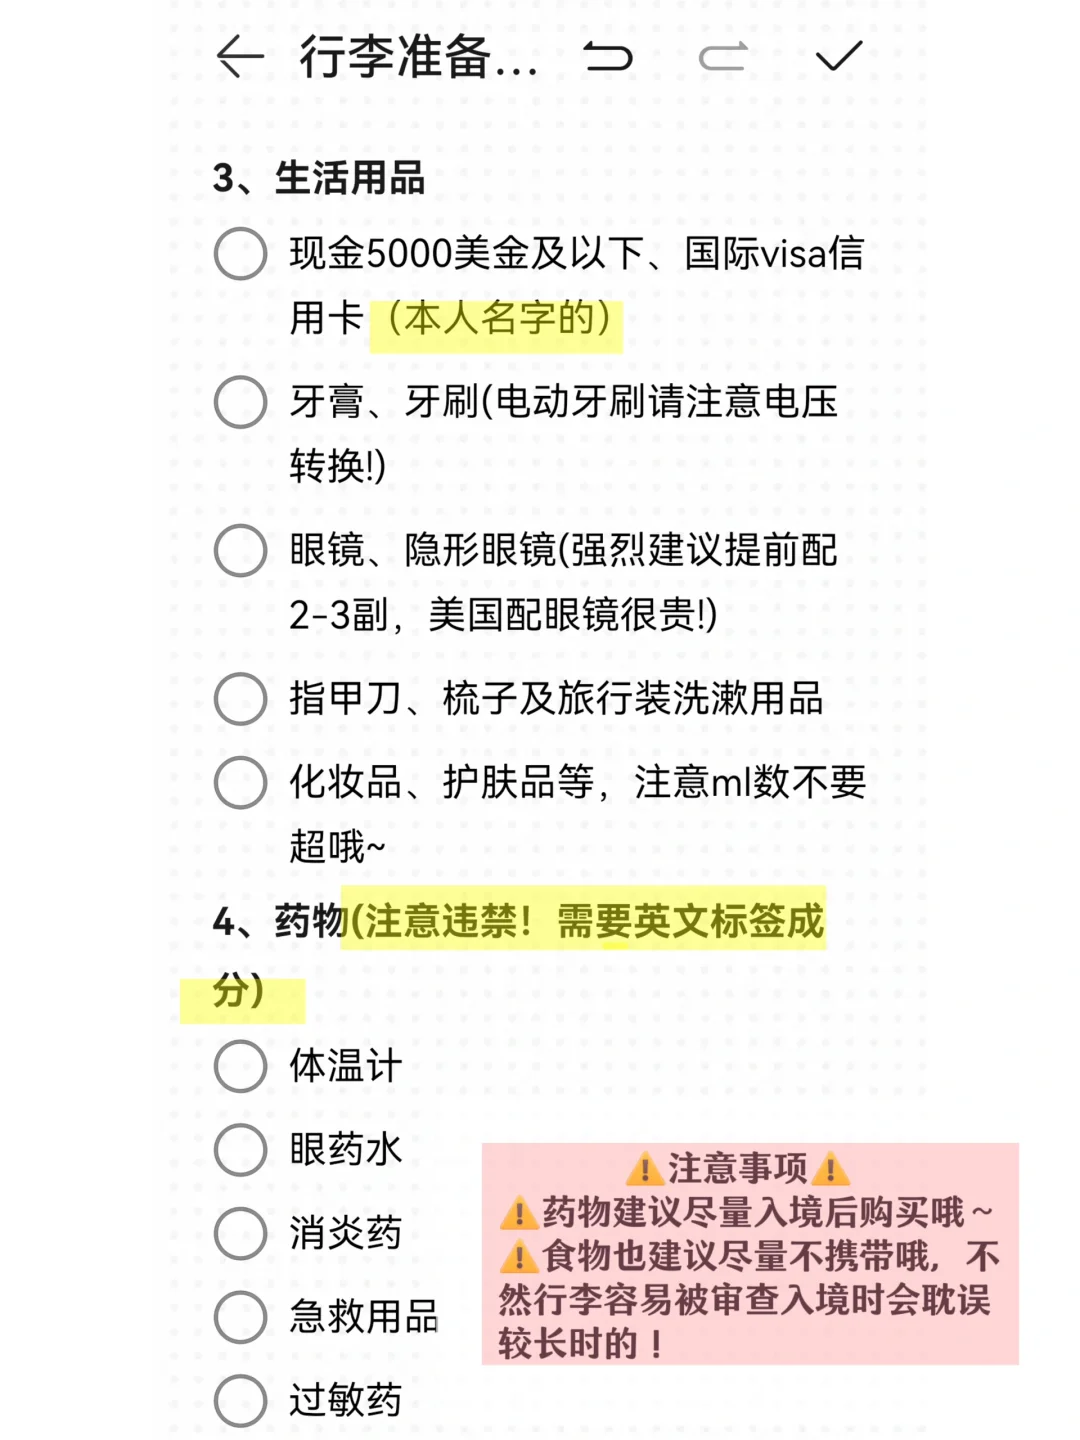 行李准备...
3、生活用品
现金5000美金及以下、国际visa信
用卡（本人名字的）
牙膏、牙刷(电动牙刷请注意电压
转换!)
眼镜、隐形眼镜(强烈建议提前配
2-3副，美国配眼镜很贵!)
指甲刀、梳子及旅行装洗漱用品
化妆品、护肤品等，注意ml数不要
超哦~
4、药物(注意违禁！需要英文标签成
分)
体温计
眼药水
消炎药
急救用品
过敏药
⚠️注意事项⚠️
⚠️药物建议尽量入境后购买哦～
⚠️食物也建议尽量不携带哦，不
然行李容易被审查入境时会耽误
较长时的！